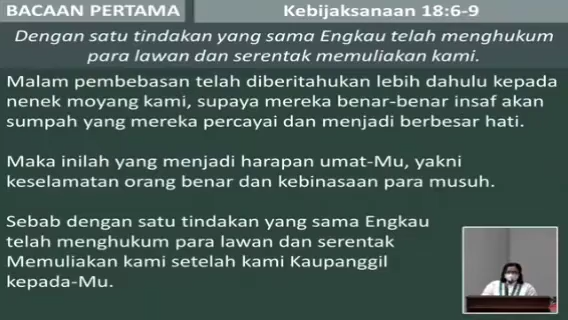 BACAAN PERTAMA
Kebijaksanaan 18:6-9
Dengan satu tindakan yang sama Engkau telah menghukum
para lawan dan serentak memuliakan kami.
Malam pembebasan telah diberitahukan lebih dahulu kepada
nenek moyang kami, supaya mereka benar-benar insaf akan
sumpah yang mereka percayai dan menjadi berbesar hati.
Maka inilah yang menjadi harapan umat-Mu, yakni
keselamatan orang benar dan kebinasaan para musuh.
Sebab dengan satu tindakan yang sama Engkau
telah menghukum para lawan dan serentak
Memuliakan kami setelah kami Kaupanggil
kepada-Mu.